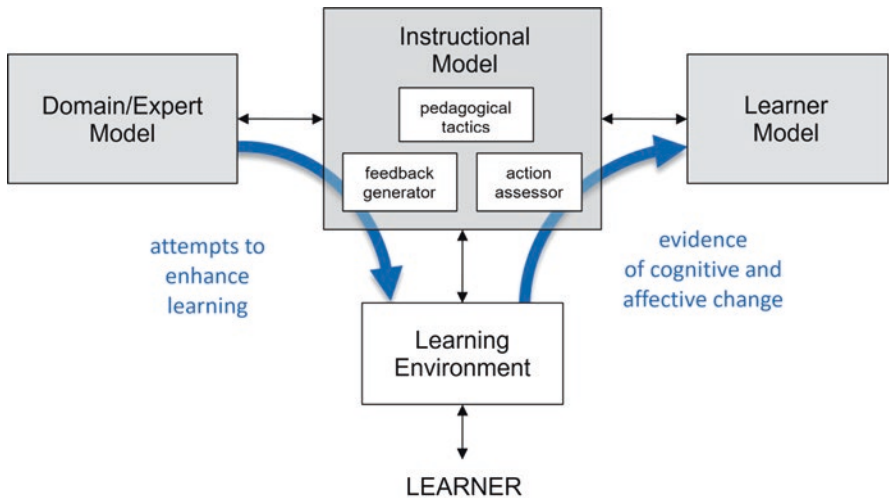 Domain/Expert
Model
Instructional
Model
pedagogical
tactics
feedback
generator
action
assessor
Learner
Model
attempts to
enhance
learning
evidence
of cognitive and
affective change
Learning
Environment
LEARNER